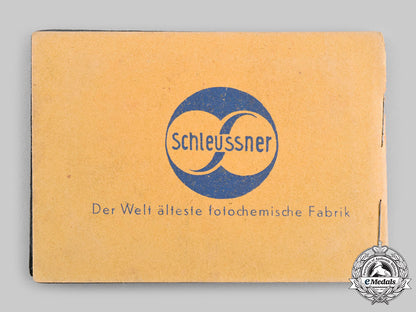 Schleussner
Der Welt älteste fotochemische Fabrik
eMedals